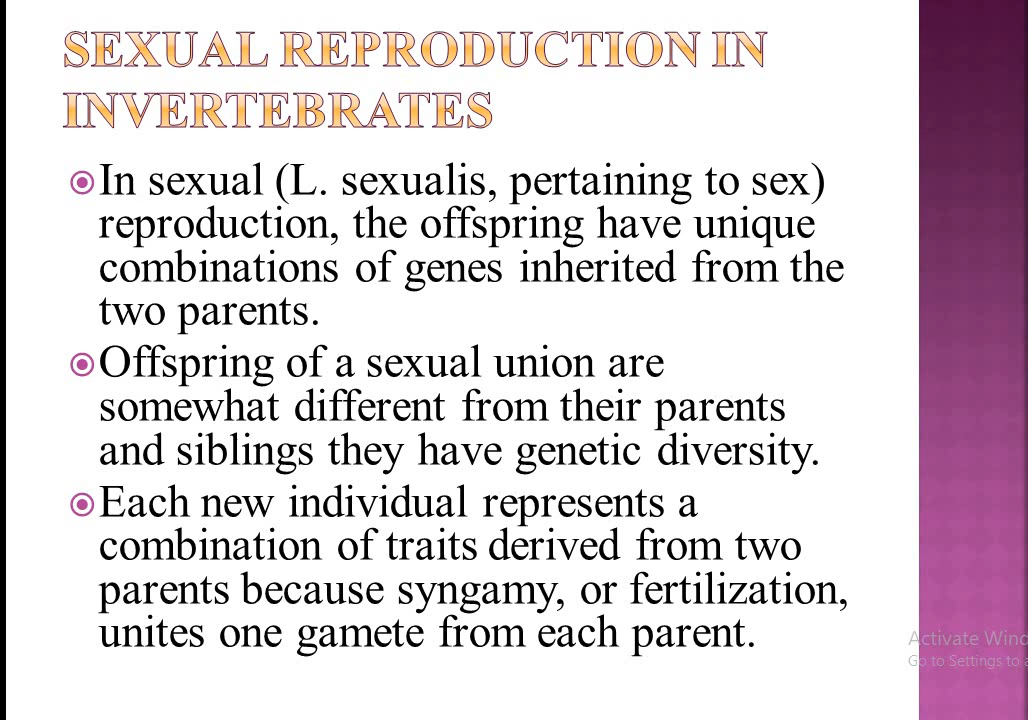 SEXUAL REPRODUCTION IN
INVERTEBRATES
In sexual (L. sexualis, pertaining to sex)
reproduction, the offspring have unique
combinations of genes inherited from the
two parents.
Offspring of a sexual union are
somewhat different from their parents
and siblings they have genetic diversity.
Each new individual represents a
combination of traits derived from two
parents because syngamy, or fertilization,
unites one gamete from each parent.
Activate
Go to Settings to